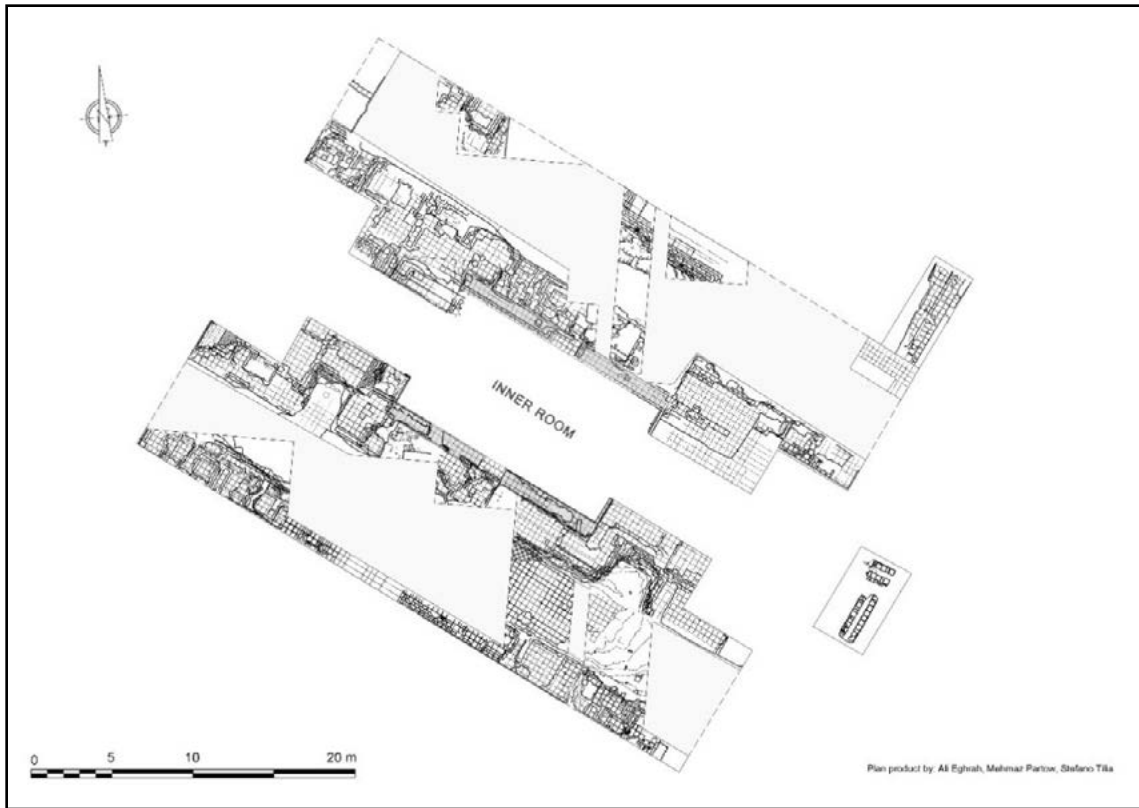 INNER ROOM
0 5 10 20 m
Plan product by: Ali Eghrah, Mehrnaz Partow, Stefano Tilia